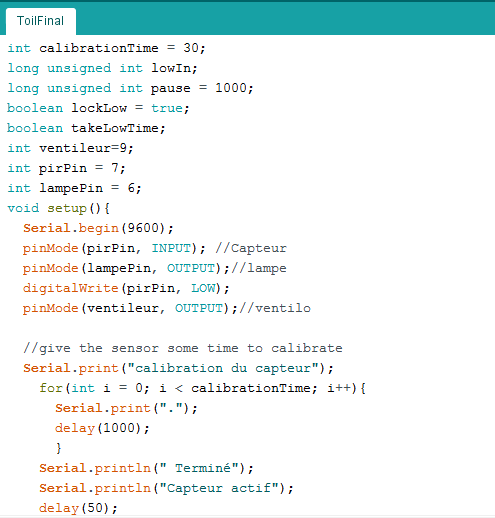 ToilFinal
int calibrationTime = 30;
long unsigned int lowIn;
long unsigned int pause = 1000;
boolean lockLow = true;
boolean takeLowTime;
int ventileur=9;
int pirPin = 7;
int lampePin = 6;
void setup(){
  Serial.begin(9600);
  pinMode(pirPin, INPUT); //Capteur
  pinMode(lampePin, OUTPUT);//lampe
  digitalWrite(pirPin, LOW);
  pinMode(ventileur, OUTPUT);//ventilo

  //give the sensor some time to calibrate
  Serial.print("calibration du capteur");
    for(int i = 0; i < calibrationTime; i++){
      Serial.print(".");
      delay(1000);
      }
    Serial.println(" Terminé");
    Serial.println("Capteur actif");
    delay(50);